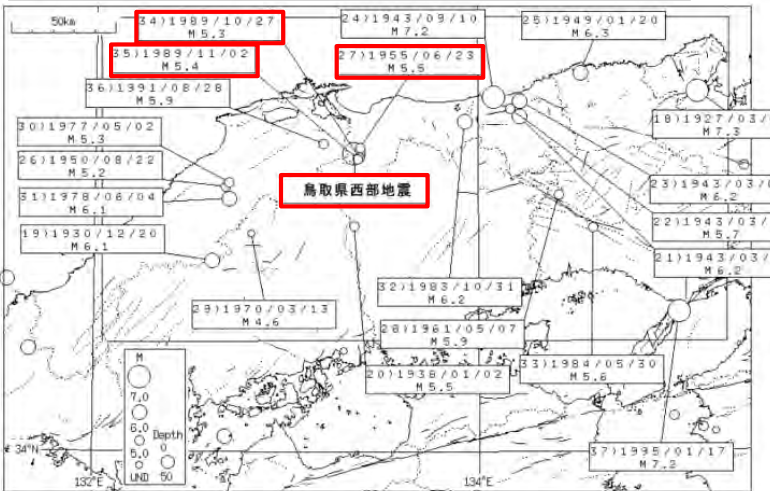 50km
34)1989/10/27
M5.3
24)1943/09/10
M7.2
25)1949/01/20
M6.3
35)1989/11/02
M5.4
27)1955/06/23
M5.5
36)1991/08/28
M5.9
18)1927/03/0
M7.3
30)1977/05/02
M5.3
26)1950/08/22
M5.2
31)1978/06/04
M6.1
19)1930/12/20
M6.1
鳥取県西部地震
23)1943/03/0
M6.2
22)1943/03/
M5.7
21)1943/03/
M6.2
32)1983/10/31
M6.2
29)1970/03/13
M4.6
28)1961/05/07
M5.9
33)1984/05/30
M5.6
20)1938/01/02
M5.5
M
7.0
6.0
5.0
UND
Depth
0
50
34°N
132°E
134°E
37)1995/01/17
M7.2